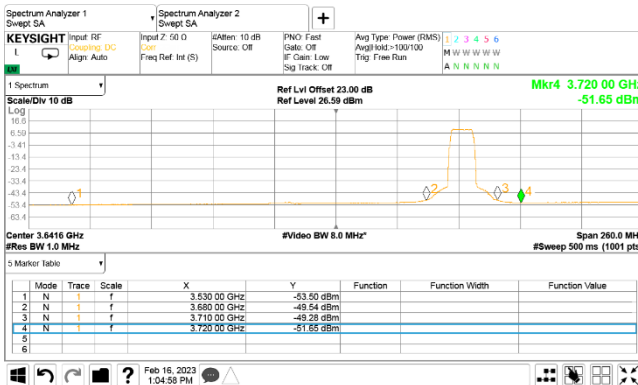 Spectrum Analyzer 1
Swept SA
Spectrum Analyzer 2
Swept SA
KEYSIGHT
L
Input: RF
Coupling: DC
Align: Auto
Input Z: 50 Ω
Corr
Freq Ref: Int (S)
#Atten: 10 dB
Source: Off
PNO: Fast
Gate: Off
IF Gain: Low
Sig Track: Off
Avg Type: Power (RMS)
Avg|Hold:>100/100
Trig: Free Run
1 2 3 4 5 6
M W W W W W
A N N N N N
1 Spectrum
Scale/Div 10 dB
Ref Lvl Offset 23.00 dB
Ref Level 26.59 dBm
Mkr4 3.720 00 GHz
-51.65 dBm
Log
16.6
6.59
-3.41
-13.4
-23.4
-33.4
-43.4
-53.4
-63.4
1
2
3
4
Center 3.6416 GHz
#Res BW 1.0 MHz
#Video BW 8.0 MHz*
Span 260.0 MH
#Sweep 500 ms (1001 pts
5 Marker Table
Mode Trace Scale X Y Function Function Width Function Value
1 N 1 f 3.530 00 GHz -53.50 dBm
2 N 1 f 3.680 00 GHz -49.54 dBm
3 N 1 f 3.710 00 GHz -49.28 dBm
4 N 1 f 3.720 00 GHz -51.65 dBm
5
6
?
Feb 16, 2023
1:04:58 PM